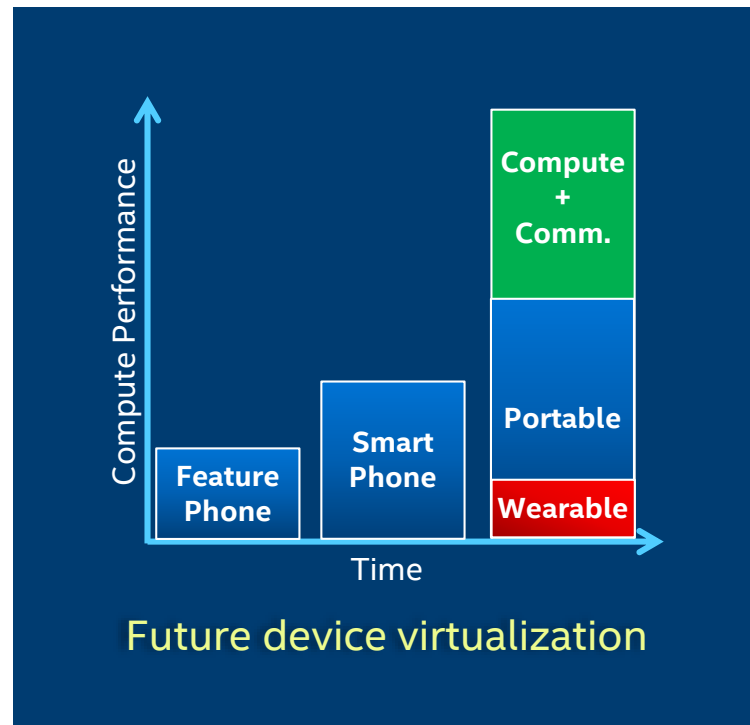 Compute Performance
Feature
Phone
Smart
Phone
Compute
+
Comm.
Portable
Wearable
Time
Future device virtualization